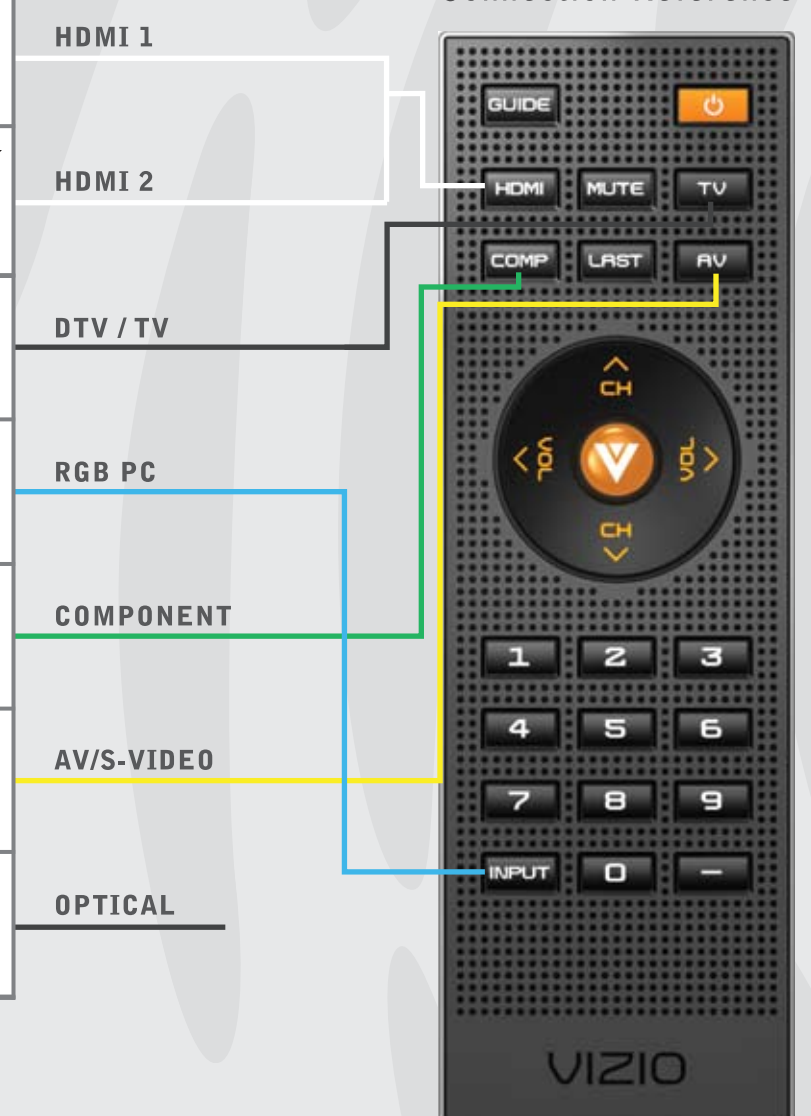 HDMI 1
HDMI 2
DTV / TV
RGB PC
COMPONENT
AV/S-VIDEO
OPTICAL
GUIDE
HDMI MUTE TV
COMP LAST AV
CH
VOL V VOL
CH
1 2 3
4 5 6
7 8 9
INPUT 0 –
VIZIO